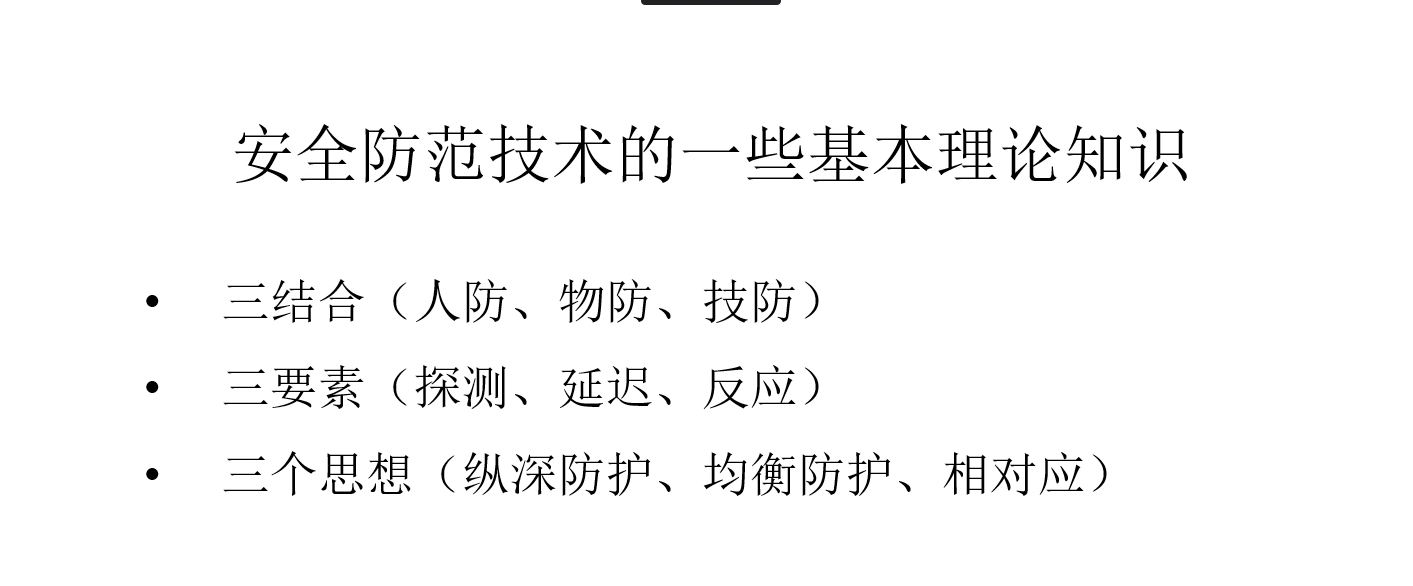 安全防范技术的一些基本理论知识
• 三结合（人防、物防、技防）
• 三要素（探测、延迟、反应）
• 三个思想（纵深防护、均衡防护、相对应）